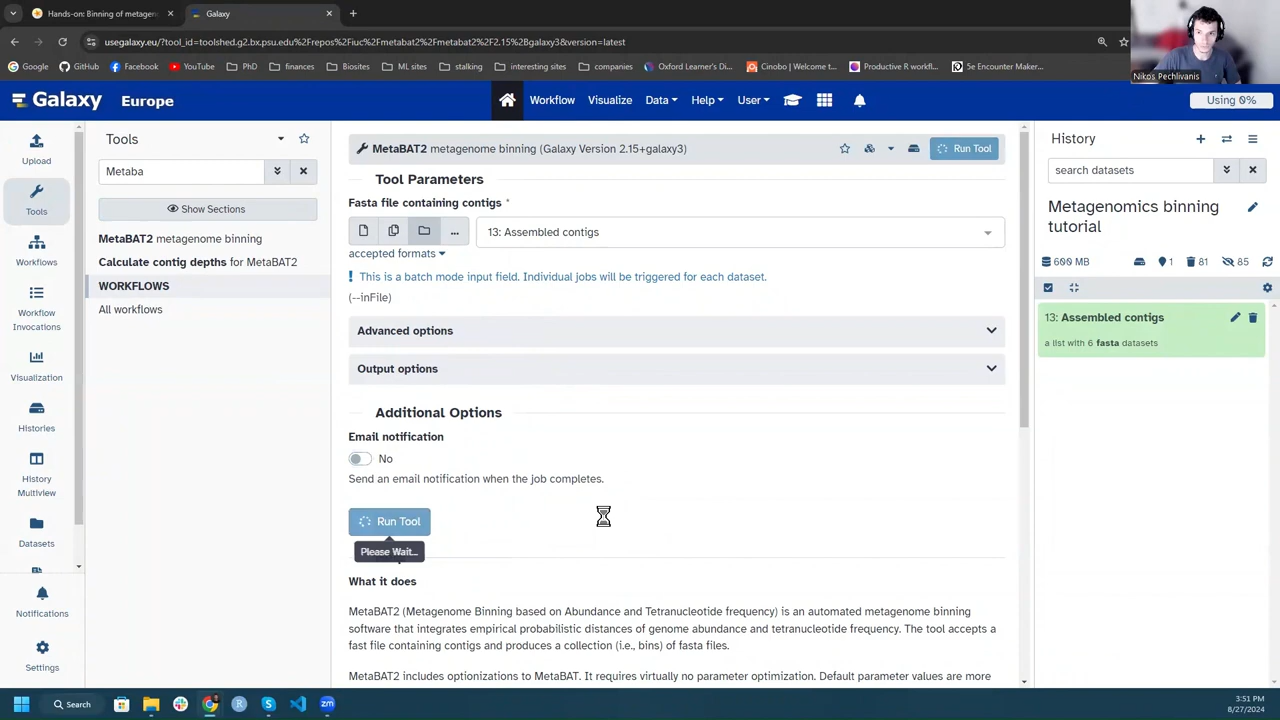 Hands-on: Binning of metagen
Galaxy
usegalaxy.eu/?tool_id=toolshed.g2.bx.psu.edu%2Frepos%2Fiuc%2Fmetabat2%2Fmetabat2%2F2.15%2Bgalaxy3&version=latest
Google
GitHub
Facebook
YouTube
PhD
finances
Biosites
ML sites
stalking
interesting sites
companies
Oxford Learner's Di...
Cinobo | Welcome t...
Productive R workfl...
5e Encounter Maker...
Nikos Pechlivanis
Galaxy Europe
Workflow
Visualize
Data
Help
User
Using 0%
Upload
Tools
Workflows
Workflow
Invocations
Visualization
Histories
History
Multiview
Datasets
Notifications
Settings
Tools
Metaba
Show Sections
MetaBAT2 metagenome binning
Calculate contig depths for MetaBAT2
WORKFLOWS
All workflows
MetaBAT2 metagenome binning (Galaxy Version 2.15+galaxy3)
Run Tool
Tool Parameters
Fasta file containing contigs *
...
13: Assembled contigs
accepted formats
! This is a batch mode input field. Individual jobs will be triggered for each dataset.
(--inFile)
Advanced options
Output options
Additional Options
Email notification
No
Send an email notification when the job completes.
Run Tool
Please Wait...
What it does
MetaBAT2 (Metagenome Binning based on Abundance and Tetranucleotide frequency) is an automated metagenome binning
software that integrates empirical probabilistic distances of genome abundance and tetranucleotide frequency. The tool accepts a
fast file containing contigs and produces a collection (i.e., bins) of fasta files.
MetaBAT2 includes optionizations to MetaBAT. It requires virtually no parameter optimization. Default parameter values are more
History
search datasets
Metagenomics binning
tutorial
690 MB
1
81
85
13: Assembled contigs
a list with 6 fasta datasets
Search
3:51 PM
8/27/2024